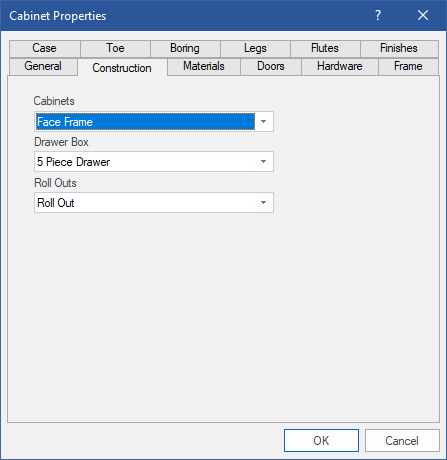 Cabinet Properties ?
Case Toe Boring Legs Flutes Finishes
General Construction Materials Doors Hardware Frame
Cabinets
Face Frame
Drawer Box
5 Piece Drawer
Roll Outs
Roll Out
OK Cancel